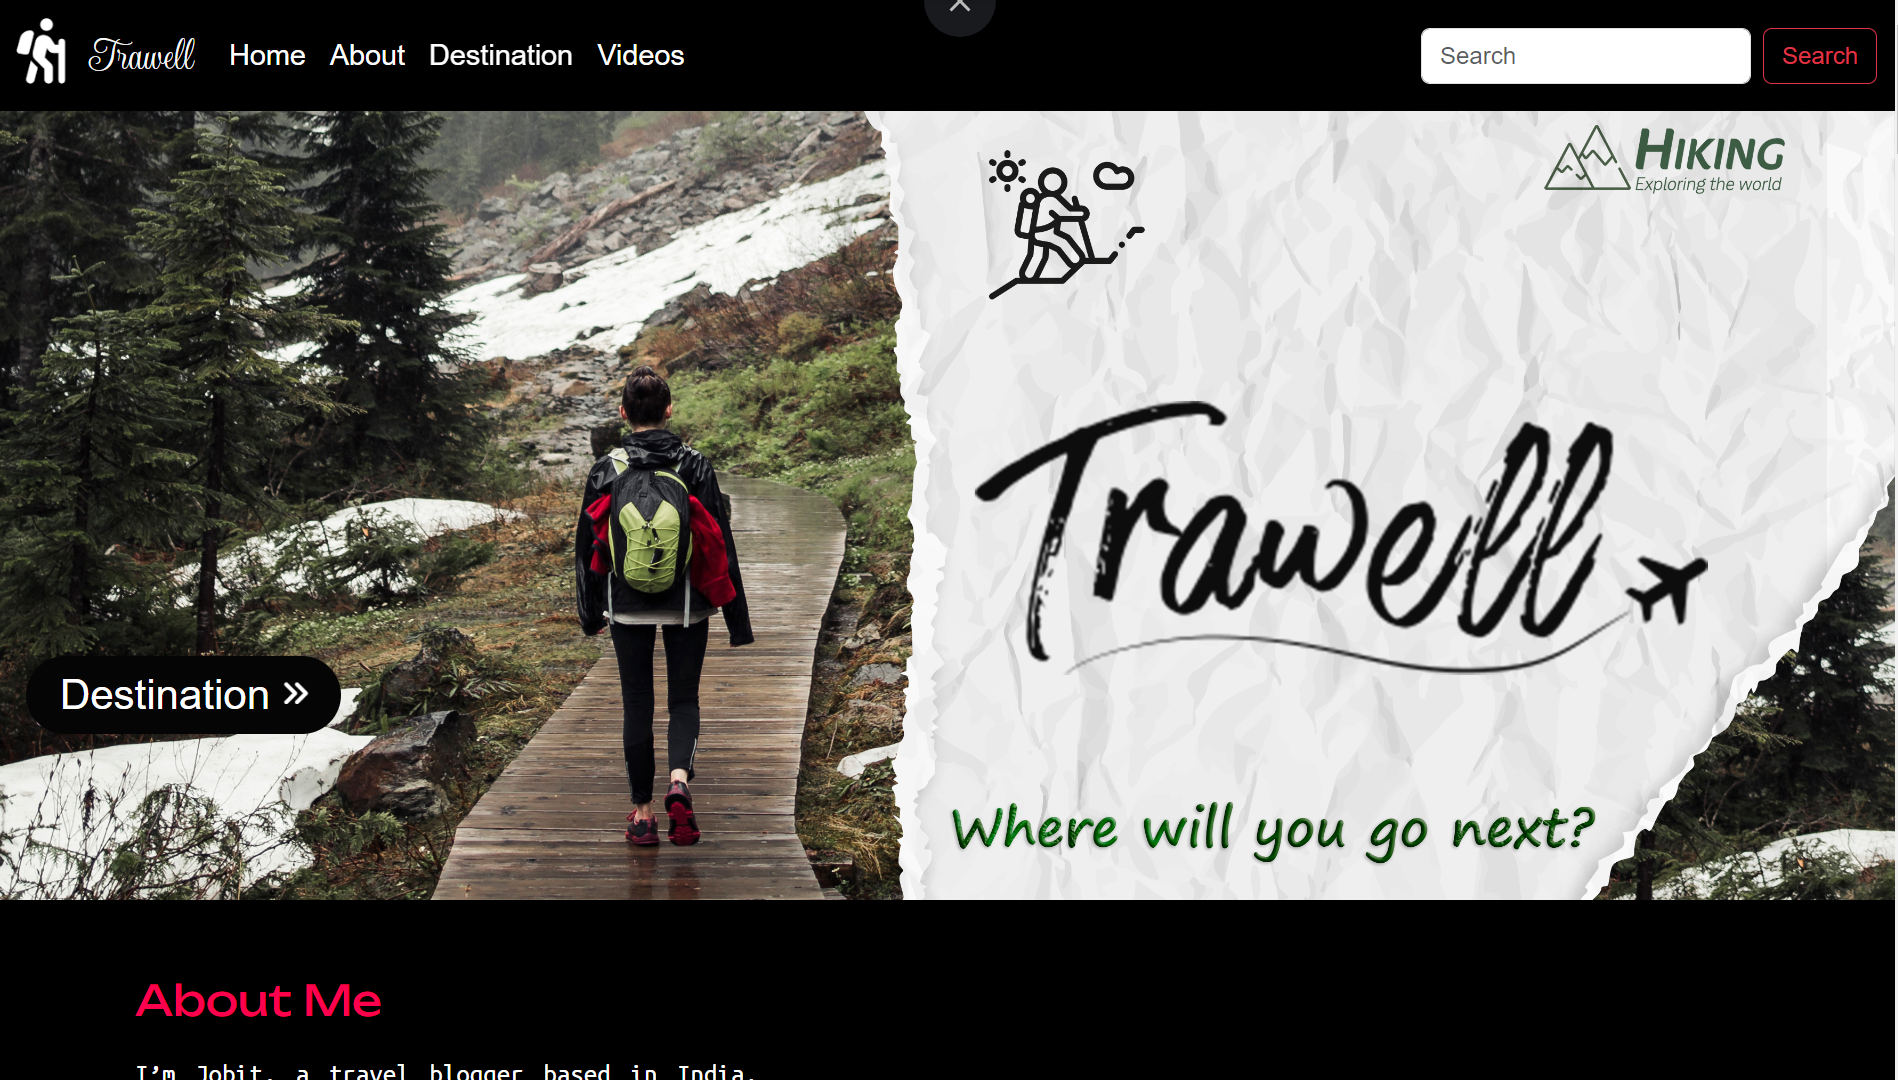 Trawell
Home About Destination Videos
Search Search
HIKING
Exploring the world
Trawell
Destination »
Where will you go next?
About Me
I’m Jobit, a travel blogger based in India.